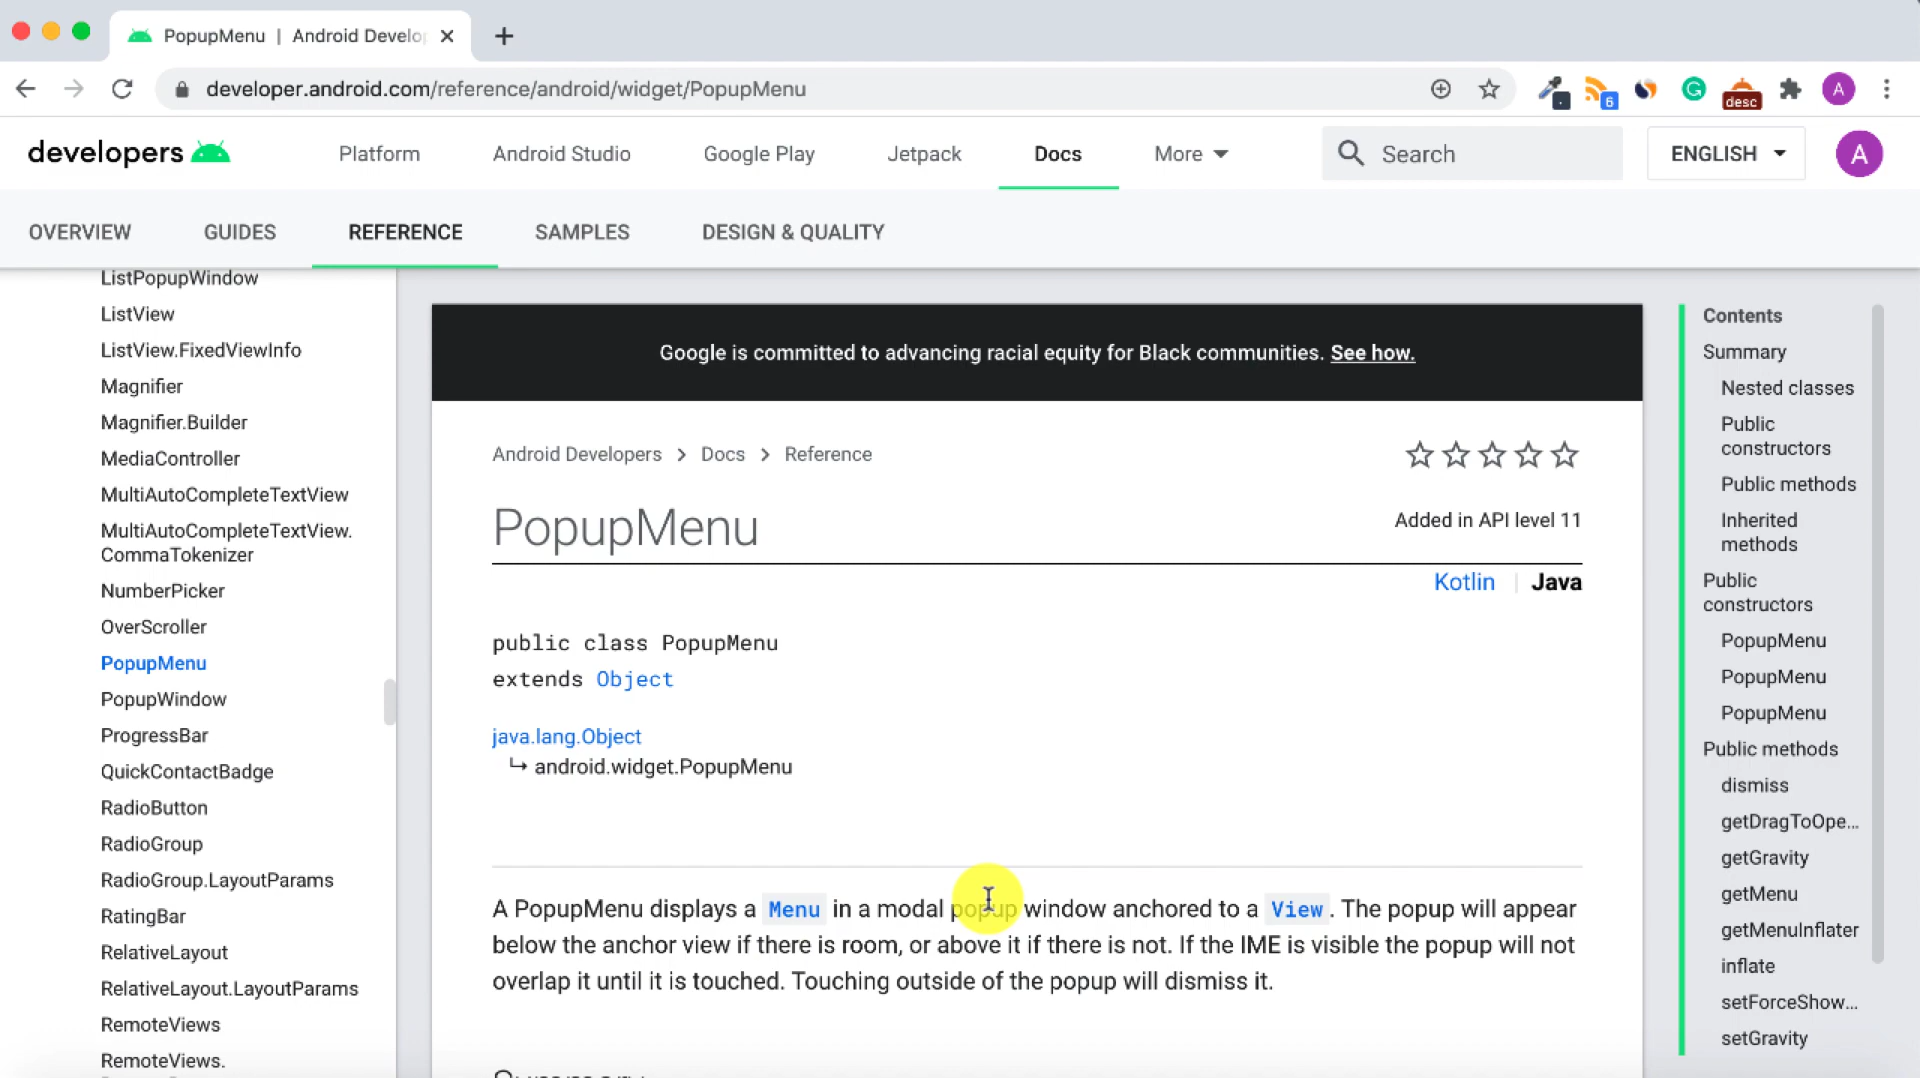 PopupMenu | Android Develo
developer.android.com/reference/android/widget/PopupMenu
6
desc
A
developers
Platform
Android Studio
Google Play
Jetpack
Docs
More
Search
ENGLISH
A
OVERVIEW
GUIDES
REFERENCE
SAMPLES
DESIGN & QUALITY
ListPopupWindow
ListView
ListView.FixedViewInfo
Magnifier
Magnifier.Builder
MediaController
MultiAutoCompleteTextView
MultiAutoCompleteTextView.
CommaTokenizer
NumberPicker
OverScroller
PopupMenu
PopupWindow
ProgressBar
QuickContactBadge
RadioButton
RadioGroup
RadioGroup.LayoutParams
RatingBar
RelativeLayout
RelativeLayout.LayoutParams
RemoteViews
RemoteViews.
Google is committed to advancing racial equity for Black communities. See how.
Android Developers > Docs > Reference
PopupMenu
Added in API level 11
Kotlin | Java
public class PopupMenu
extends Object
java.lang.Object
↳ android.widget.PopupMenu
A PopupMenu displays a Menu in a modal popup window anchored to a View. The popup will appear
below the anchor view if there is room, or above it if there is not. If the IME is visible the popup will not
overlap it until it is touched. Touching outside of the popup will dismiss it.
Contents
Summary
Nested classes
Public
constructors
Public methods
Inherited
methods
Public
constructors
PopupMenu
PopupMenu
PopupMenu
Public methods
dismiss
getDragToOpe...
getGravity
getMenu
getMenuInflater
inflate
setForceShow...
setGravity